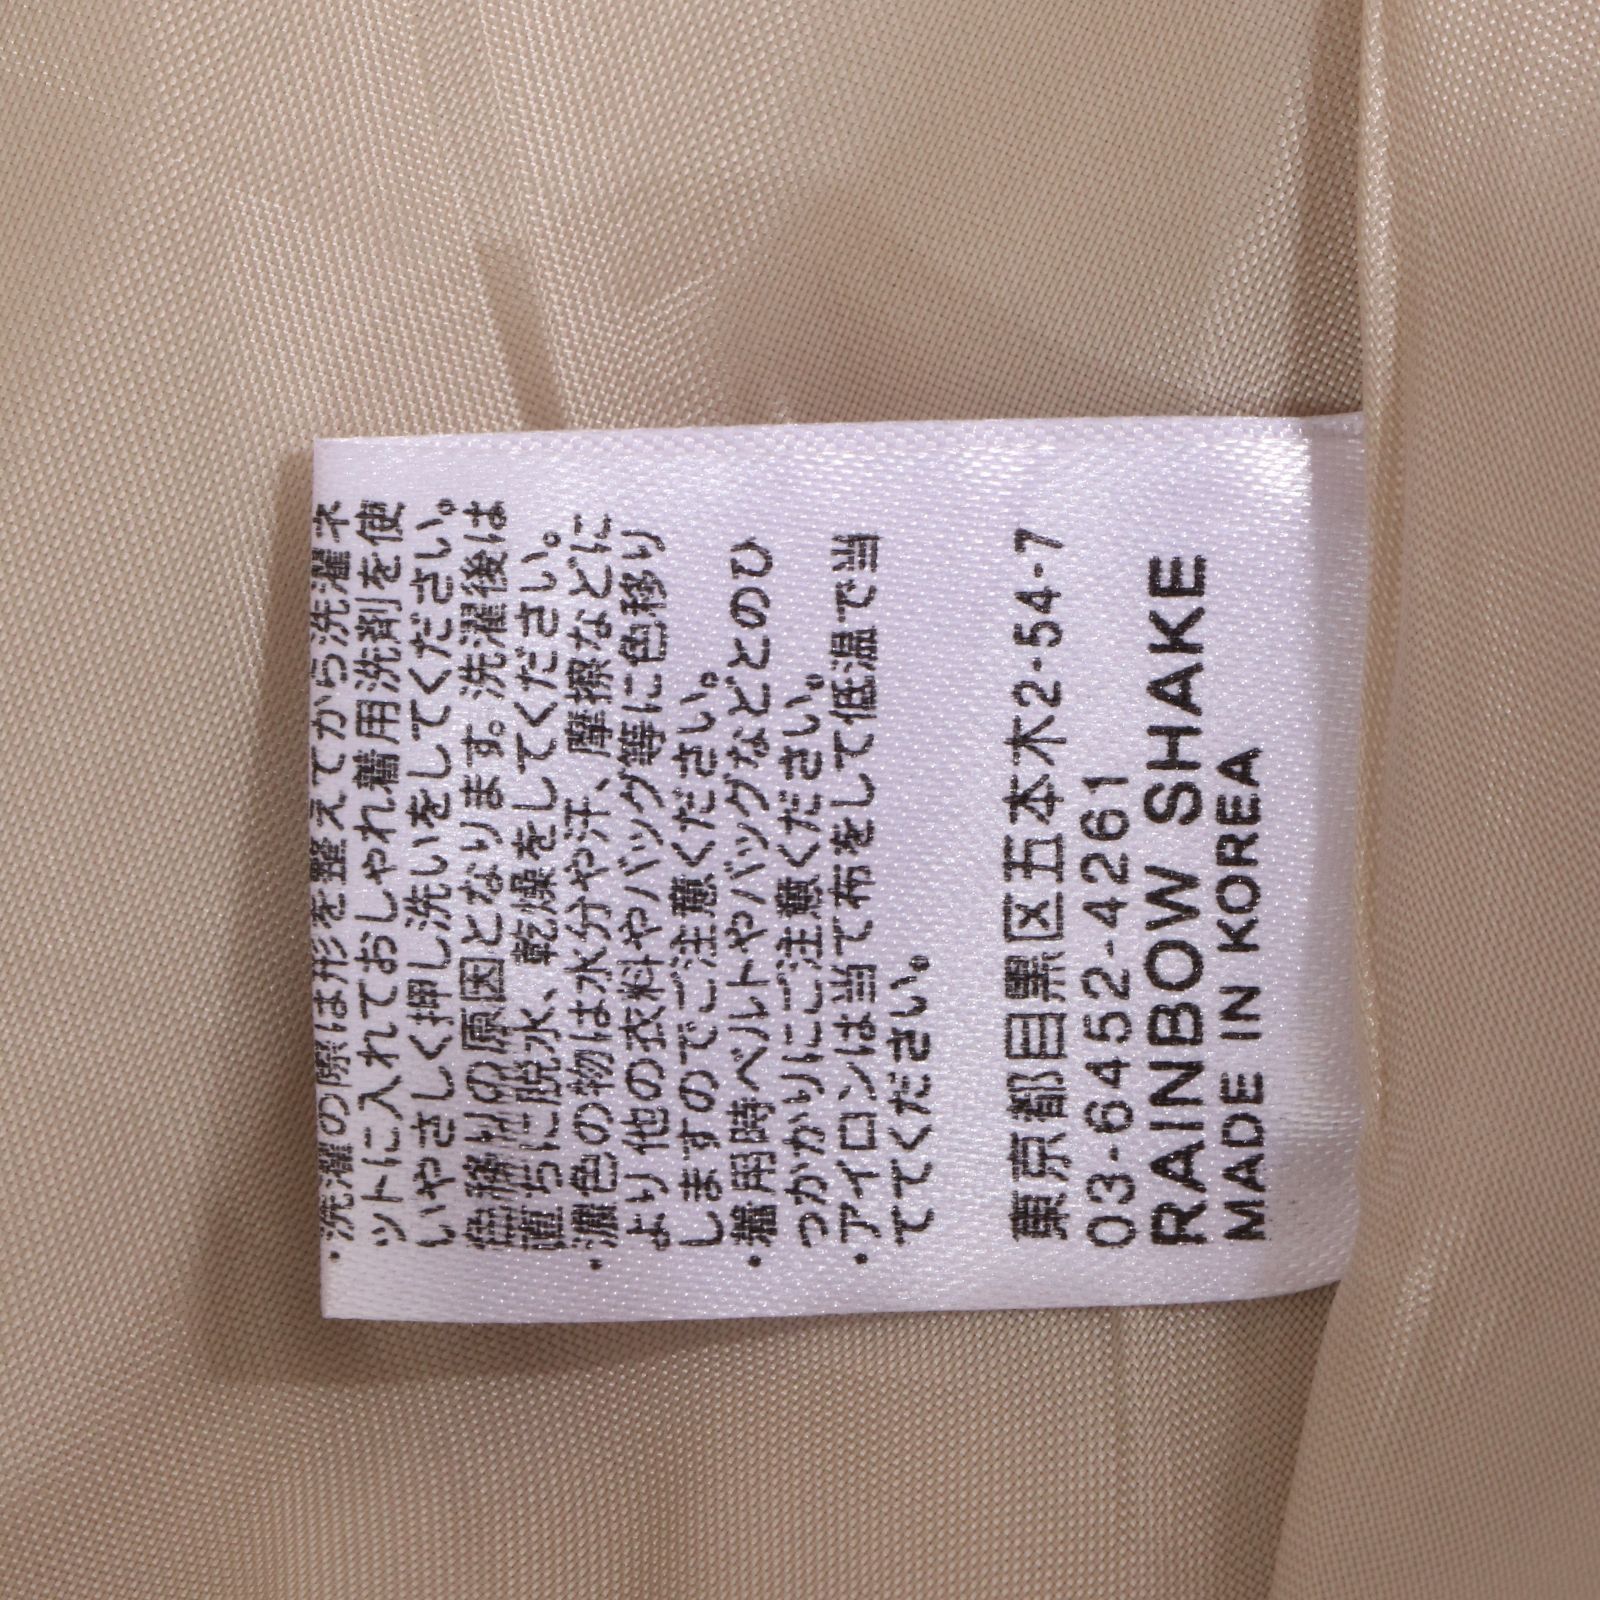 ・洗濯の際は形を整えてから洗濯ネ
ットに入れておしゃれ着用洗剤を使
いやさしく押し洗いをしてください。
色移りの原因となります。洗濯後は
直ちに脱水、乾燥をしてください。
・濃色の物は水分や汗、摩擦などに
より他の衣料やバッグ等に色移り
しますのでご注意ください。
・着用時ベルトやバッグなどとのひ
っかかりにご注意ください。
・アイロンは当て布をして低温で当
ててください。
東京都目黒区五本木2-54-7
03-6452-4261
RAINBOW SHAKE
MADE IN KOREA